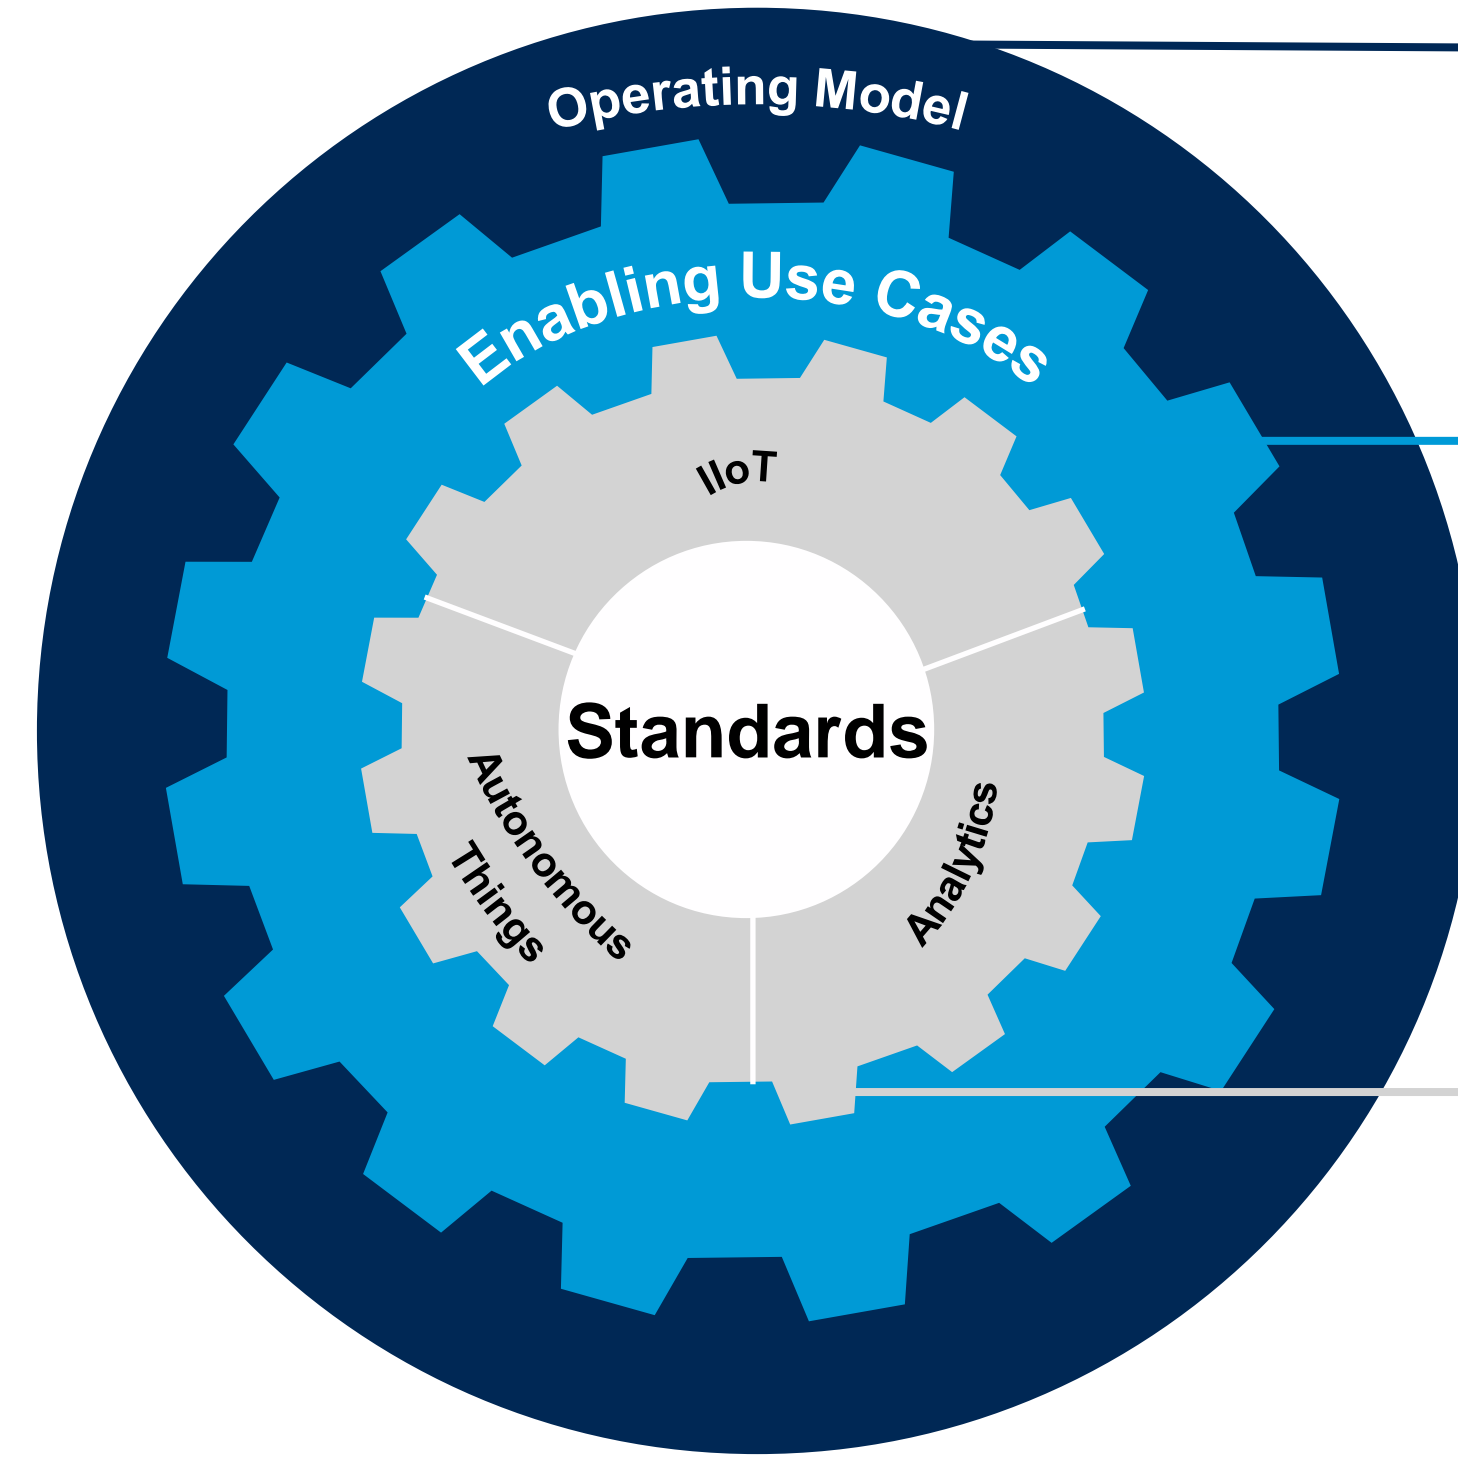 Operating Model
Enabling Use Cases
IIoT
Standards
Autonomous
Things
Analytics